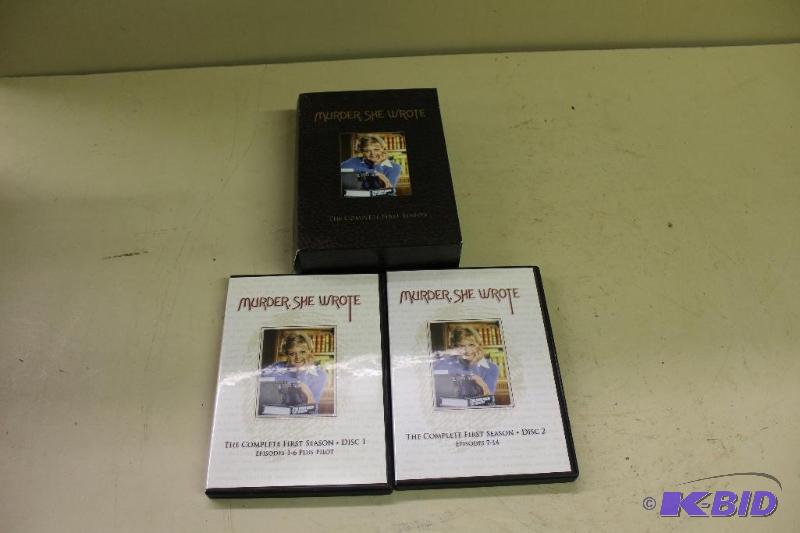 MURDER, SHE WROTE
THE COMPLETE FIRST SEASON
MURDER, SHE WROTE
THE COMPLETE FIRST SEASON • DISC 1
EPISODES 1-6 PLUS PILOT
MURDER, SHE WROTE
THE COMPLETE FIRST SEASON • DISC 2
EPISODES 7-14
© K-BID